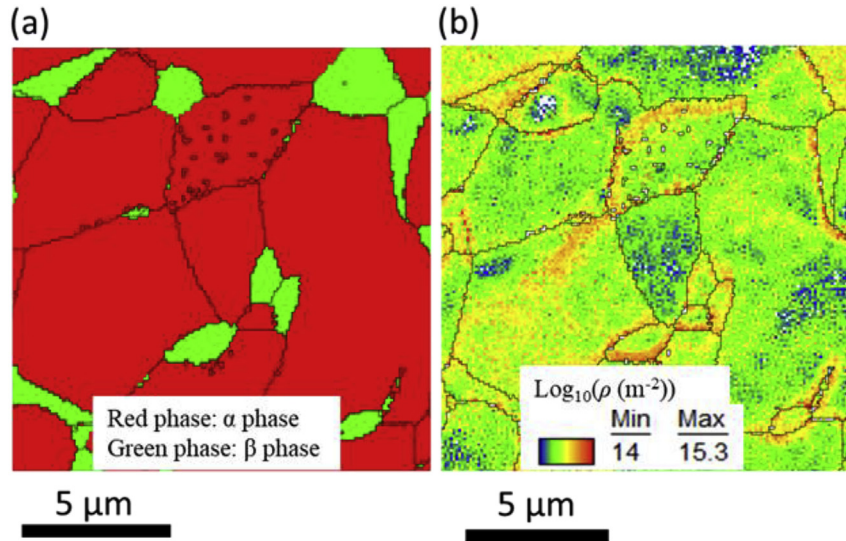 (a)
(b)
Red phase: α phase
Green phase: β phase
Log₁₀(ρ (m⁻²))
Min Max
14 15.3
5 μm
5 μm